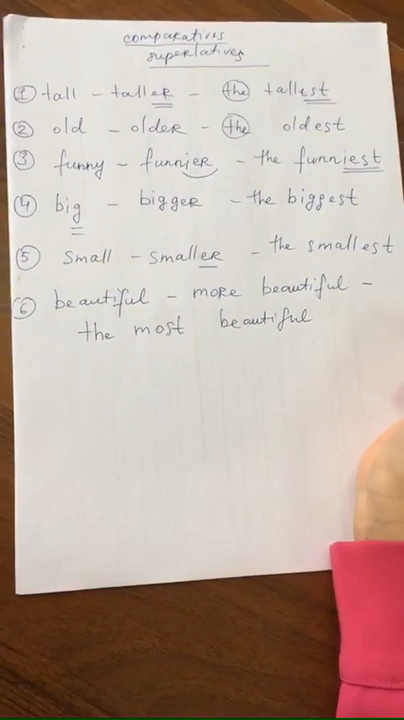 comparatives
superlatives
① tall – tallER – the tallest
② old – oldER – the oldest
③ funny – funniER – the funniest
④ big – biggER – the biggest
⑤ small – smallER – the smallest
⑥ beautiful – more beautiful –
the most beautiful